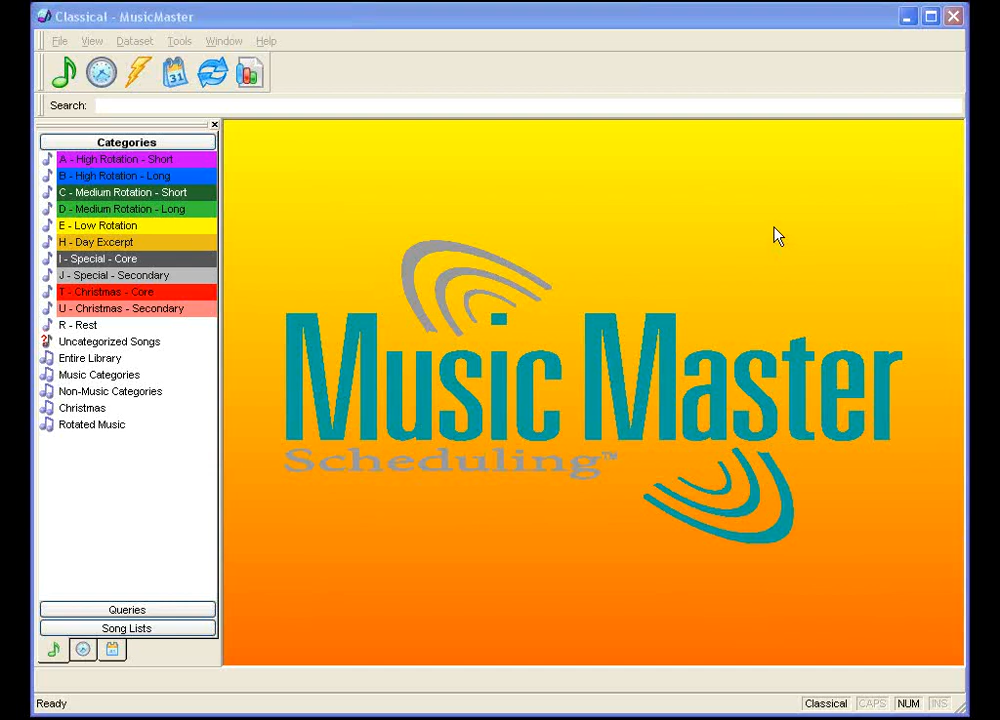 Classical - MusicMaster
File View Dataset Tools Window Help
31
Search:
Categories
A - High Rotation - Short
B - High Rotation - Long
C - Medium Rotation - Short
D - Medium Rotation - Long
E - Low Rotation
H - Day Excerpt
I - Special - Core
J - Special - Secondary
T - Christmas - Core
U - Christmas - Secondary
R - Rest
Uncategorized Songs
Entire Library
Music Categories
Non-Music Categories
Christmas
Rotated Music
Music Master
Scheduling™
Queries
Song Lists
Ready
Classical CAPS NUM INS